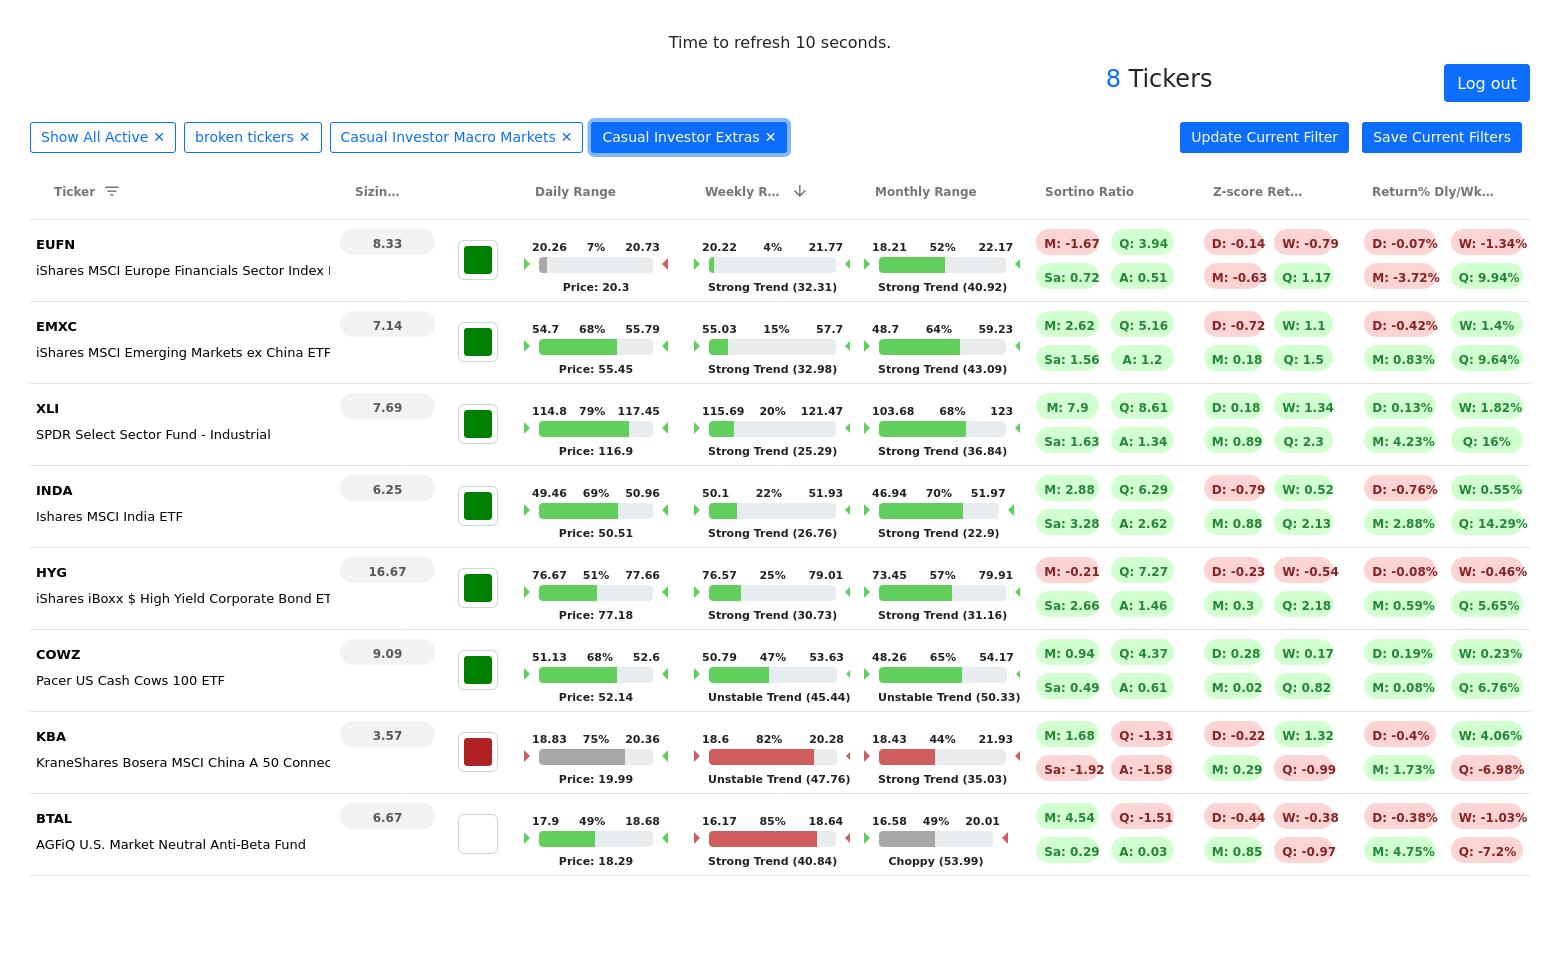 Time to refresh 10 seconds.
8 Tickers
Log out
Show All Active ✕ broken tickers ✕ Casual Investor Macro Markets ✕ Casual Investor Extras ✕ Update Current Filter Save Current Filters
Ticker Sizin... Daily Range Weekly R... Monthly Range Sortino Ratio Z-score Ret... Return% Dly/Wk...
EUFN 8.33 20.26 7% 20.73 20.22 4% 21.77 18.21 52% 22.17 M: -1.67 Q: 3.94 D: -0.14 W: -0.79 D: -0.07% W: -1.34%
iShares MSCI Europe Financials Sector Index Sa: 0.72 A: 0.51 M: -0.63 Q: 1.17 M: -3.72% Q: 9.94%
Price: 20.3 Strong Trend (32.31) Strong Trend (40.92)
EMXC 7.14 54.7 68% 55.79 55.03 15% 57.7 48.7 64% 59.23 M: 2.62 Q: 5.16 D: -0.72 W: 1.1 D: -0.42% W: 1.4%
iShares MSCI Emerging Markets ex China ETF Sa: 1.56 A: 1.2 M: 0.18 Q: 1.5 M: 0.83% Q: 9.64%
Price: 55.45 Strong Trend (32.98) Strong Trend (43.09)
XLI 7.69 114.8 79% 117.45 115.69 20% 121.47 103.68 68% 123 M: 7.9 Q: 8.61 D: 0.18 W: 1.34 D: 0.13% W: 1.82%
SPDR Select Sector Fund - Industrial Sa: 1.63 A: 1.34 M: 0.89 Q: 2.3 M: 4.23% Q: 16%
Price: 116.9 Strong Trend (25.29) Strong Trend (36.84)
INDA 6.25 49.46 69% 50.96 50.1 22% 51.93 46.94 70% 51.97 M: 2.88 Q: 6.29 D: -0.79 W: 0.52 D: -0.76% W: 0.55%
Ishares MSCI India ETF Sa: 3.28 A: 2.62 M: 0.88 Q: 2.13 M: 2.88% Q: 14.29%
Price: 50.51 Strong Trend (26.76) Strong Trend (22.9)
HYG 16.67 76.67 51% 77.66 76.57 25% 79.01 73.45 57% 79.91 M: -0.21 Q: 7.27 D: -0.23 W: -0.54 D: -0.08% W: -0.46%
iShares iBoxx $ High Yield Corporate Bond ET Sa: 2.66 A: 1.46 M: 0.3 Q: 2.18 M: 0.59% Q: 5.65%
Price: 77.18 Strong Trend (30.73) Strong Trend (31.16)
COWZ 9.09 51.13 68% 52.6 50.79 47% 53.63 48.26 65% 54.17 M: 0.94 Q: 4.37 D: 0.28 W: 0.17 D: 0.19% W: 0.23%
Pacer US Cash Cows 100 ETF Sa: 0.49 A: 0.61 M: 0.02 Q: 0.82 M: 0.08% Q: 6.76%
Price: 52.14 Unstable Trend (45.44) Unstable Trend (50.33)
KBA 3.57 18.83 75% 20.36 18.6 82% 20.28 18.43 44% 21.93 M: 1.68 Q: -1.31 D: -0.22 W: 1.32 D: -0.4% W: 4.06%
KraneShares Bosera MSCI China A 50 Connec Sa: -1.92 A: -1.58 M: 0.29 Q: -0.99 M: 1.73% Q: -6.98%
Price: 19.99 Unstable Trend (47.76) Strong Trend (35.03)
BTAL 6.67 17.9 49% 18.68 16.17 85% 18.64 16.58 49% 20.01 M: 4.54 Q: -1.51 D: -0.44 W: -0.38 D: -0.38% W: -1.03%
AGFiQ U.S. Market Neutral Anti-Beta Fund Sa: 0.29 A: 0.03 M: 0.85 Q: -0.97 M: 4.75% Q: -7.2%
Price: 18.29 Strong Trend (40.84) Choppy (53.99)